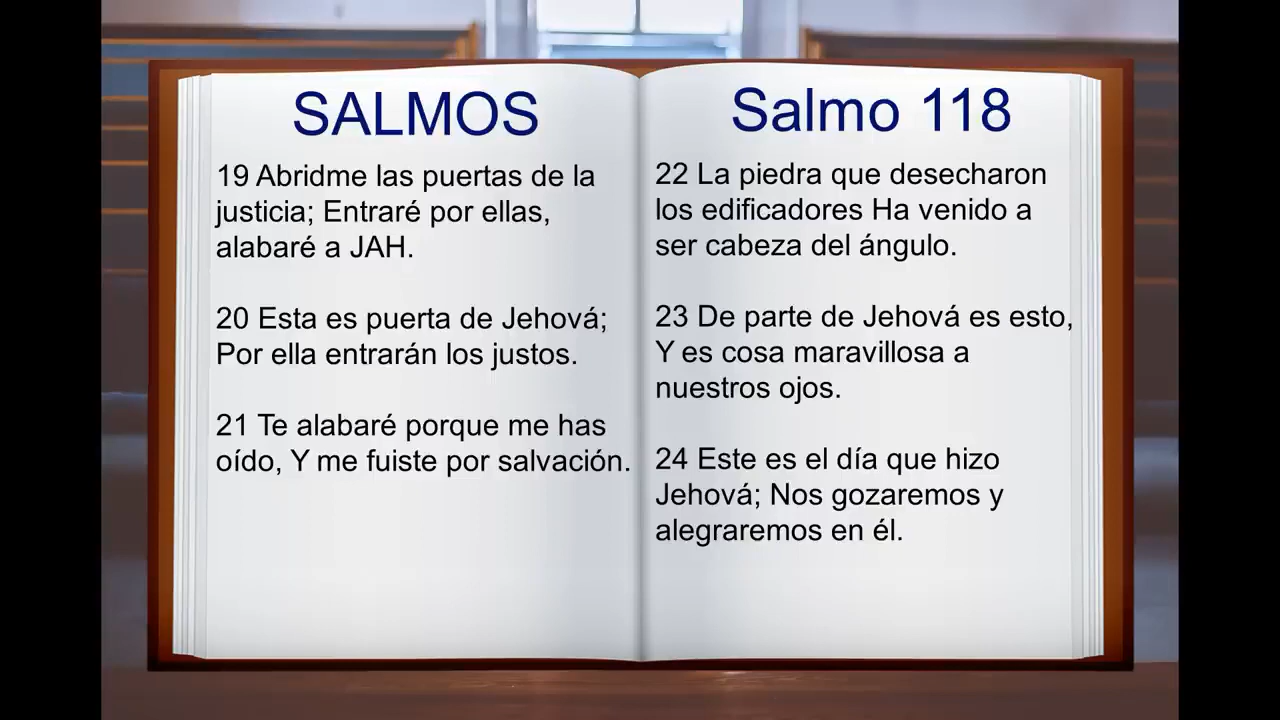 SALMOS
19 Abridme las puertas de la
justicia; Entraré por ellas,
alabaré a JAH.
20 Esta es puerta de Jehová;
Por ella entrarán los justos.
21 Te alabaré porque me has
oído, Y me fuiste por salvación.
Salmo 118
22 La piedra que desecharon
los edificadores Ha venido a
ser cabeza del ángulo.
23 De parte de Jehová es esto,
Y es cosa maravillosa a
nuestros ojos.
24 Este es el día que hizo
Jehová; Nos gozaremos y
alegraremos en él.